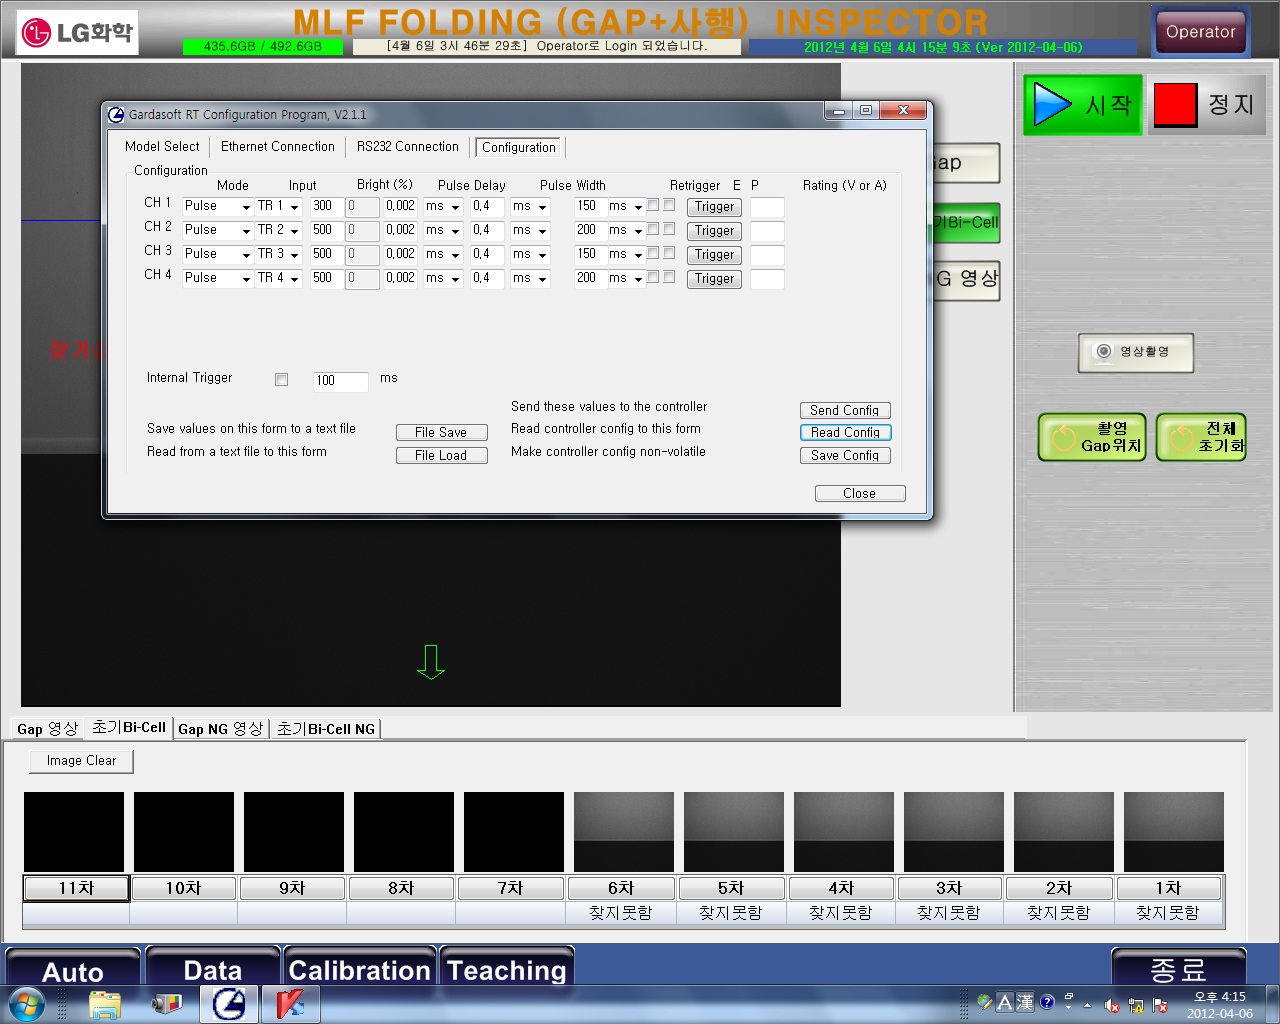 LG화학
MLF FOLDING (GAP+사행) INSPECTOR
435.6GB / 492.6GB
[4월 6일 3시 46분 29초] Operator로 Login 되었습니다.
2012년 4월 6일 4시 15분 9초 (Ver 2012-04-06)
Operator
시작
정지
Gardasoft RT Configuration Program, V2.1.1
Model Select
Ethernet Connection
RS232 Connection
Configuration
Configuration
Mode Input Bright (%) Pulse Delay Pulse Width Retrigger E P Rating (V or A)
CH 1 Pulse TR 1 300 0 0,002 ms 0,4 ms 150 ms Trigger
CH 2 Pulse TR 2 500 0 0,002 ms 0,4 ms 200 ms Trigger
CH 3 Pulse TR 3 500 0 0,002 ms 0,4 ms 150 ms Trigger
CH 4 Pulse TR 4 500 0 0,002 ms 0,4 ms 200 ms Trigger
Internal Trigger 100 ms
Send these values to the controller Send Config
Save values on this form to a text file File Save Read controller config to this form Read Config
Read from a text file to this form File Load Make controller config non-volatile Save Config
Close
ap
기Bi-Cell
G 영상
찾기
영상촬영
촬영
Gap위치
전체
초기화
Gap 영상
초기Bi-Cell
Gap NG 영상
초기Bi-Cell NG
Image Clear
11차 10차 9차 8차 7차 6차 5차 4차 3차 2차 1차
찾지못함 찾지못함 찾지못함 찾지못함 찾지못함 찾지못함
Auto
Data
Calibration
Teaching
종료
A 漢
오후 4:15
2012-04-06